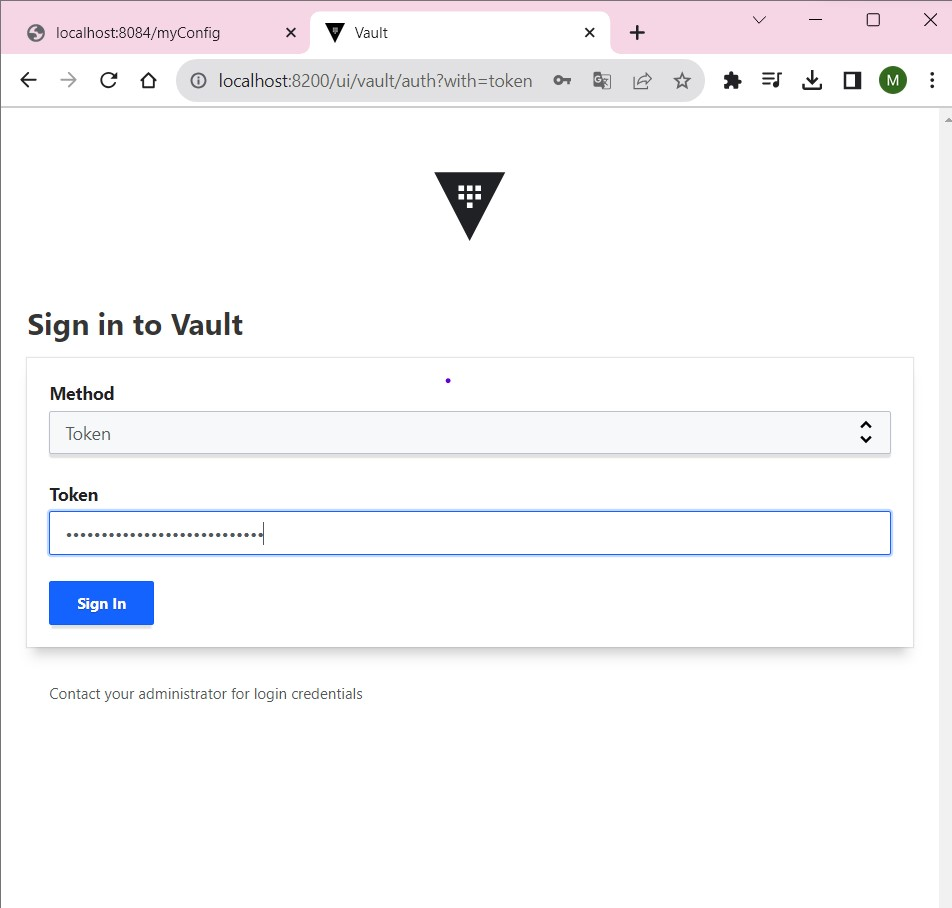 localhost:8084/myConfig
Vault
localhost:8200/ui/vault/auth?with=token
M
Sign in to Vault
Method
Token
Token
••••••••••••••••••••••••••••
Sign In
Contact your administrator for login credentials